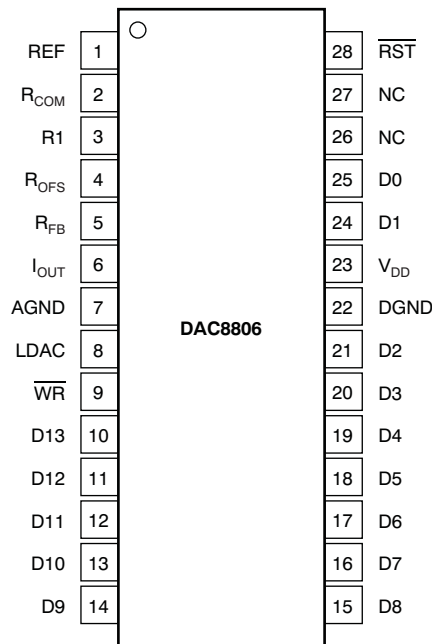 REF 1 28 R̅S̅T̅
R_COM 2 27 NC
R1 3 26 NC
R_OFS 4 25 D0
R_FB 5 24 D1
I_OUT 6 23 V_DD
AGND 7 22 DGND
DAC8806
LDAC 8 21 D2
W̅R̅ 9 20 D3
D13 10 19 D4
D12 11 18 D5
D11 12 17 D6
D10 13 16 D7
D9 14 15 D8